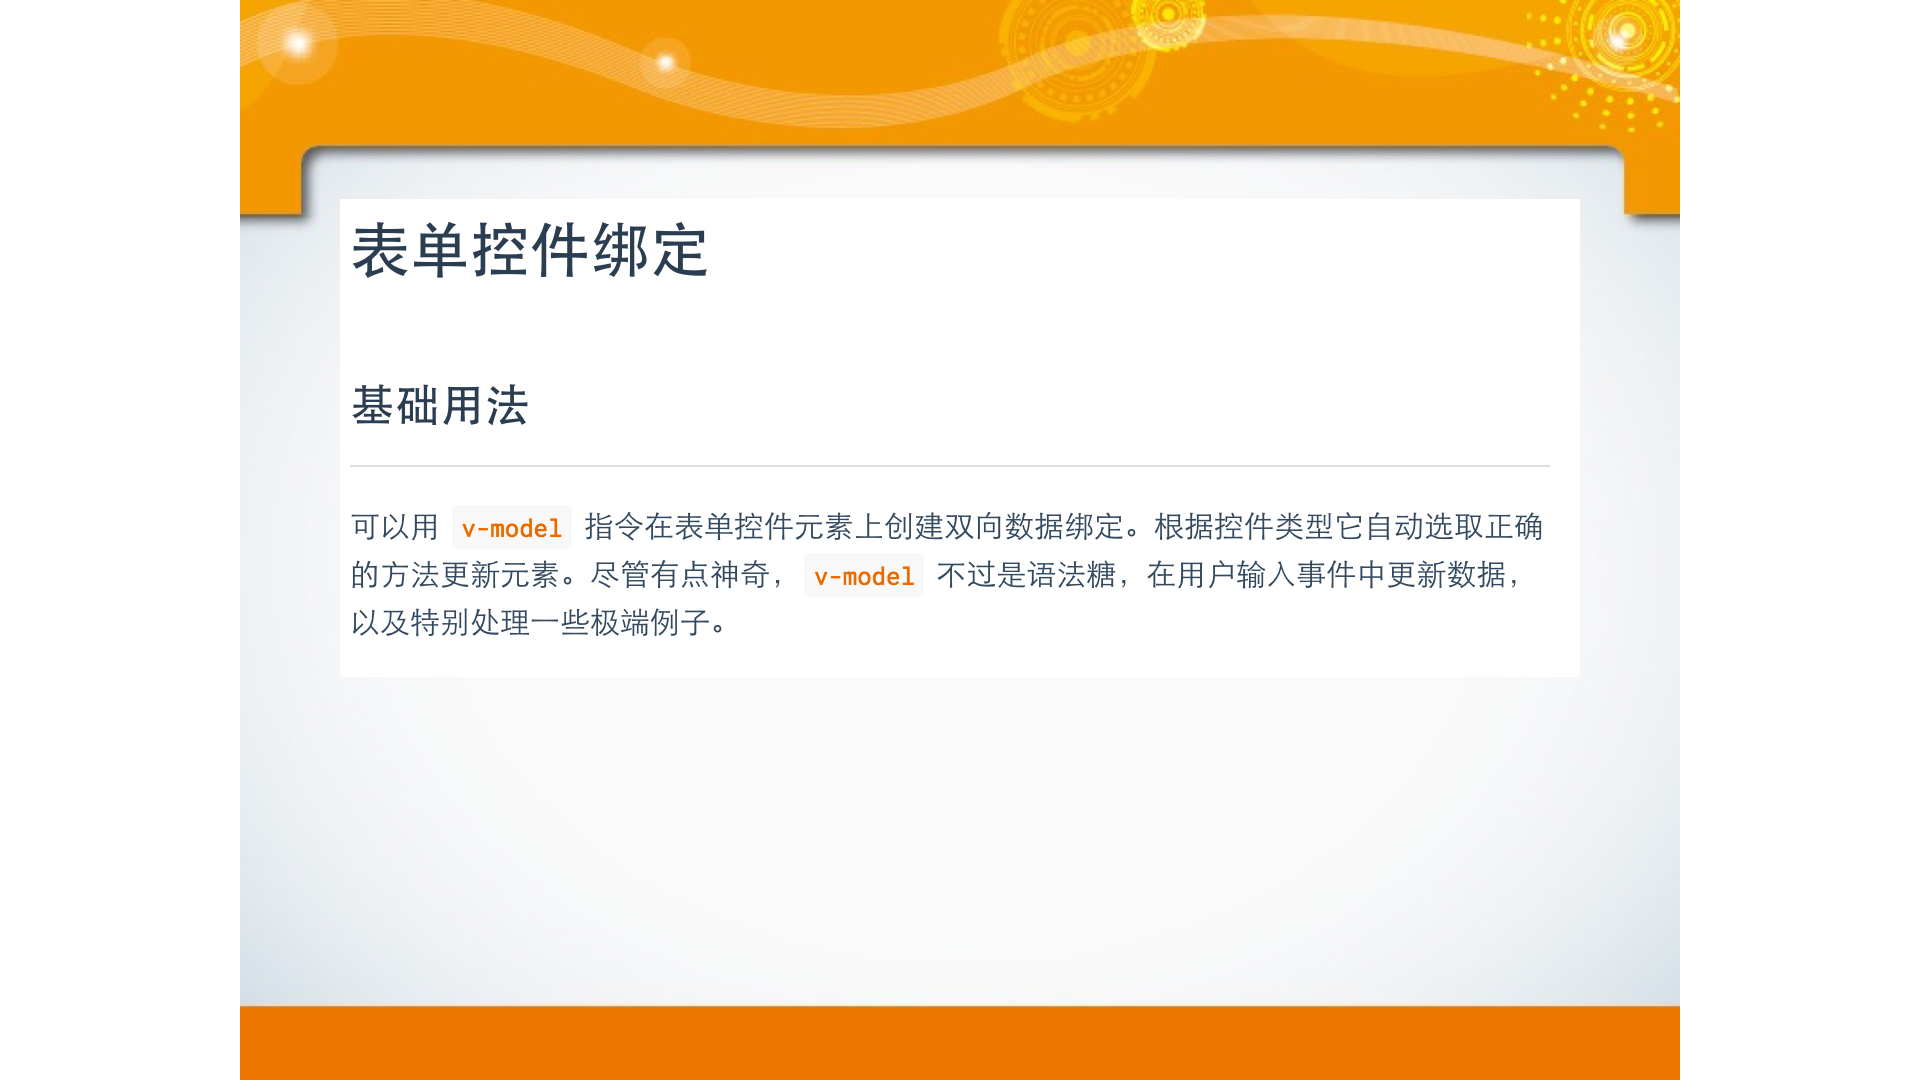 表单控件绑定
基础用法
可以用 v-model 指令在表单控件元素上创建双向数据绑定。根据控件类型它自动选取正确
的方法更新元素。尽管有点神奇， v-model 不过是语法糖，在用户输入事件中更新数据，
以及特别处理一些极端例子。